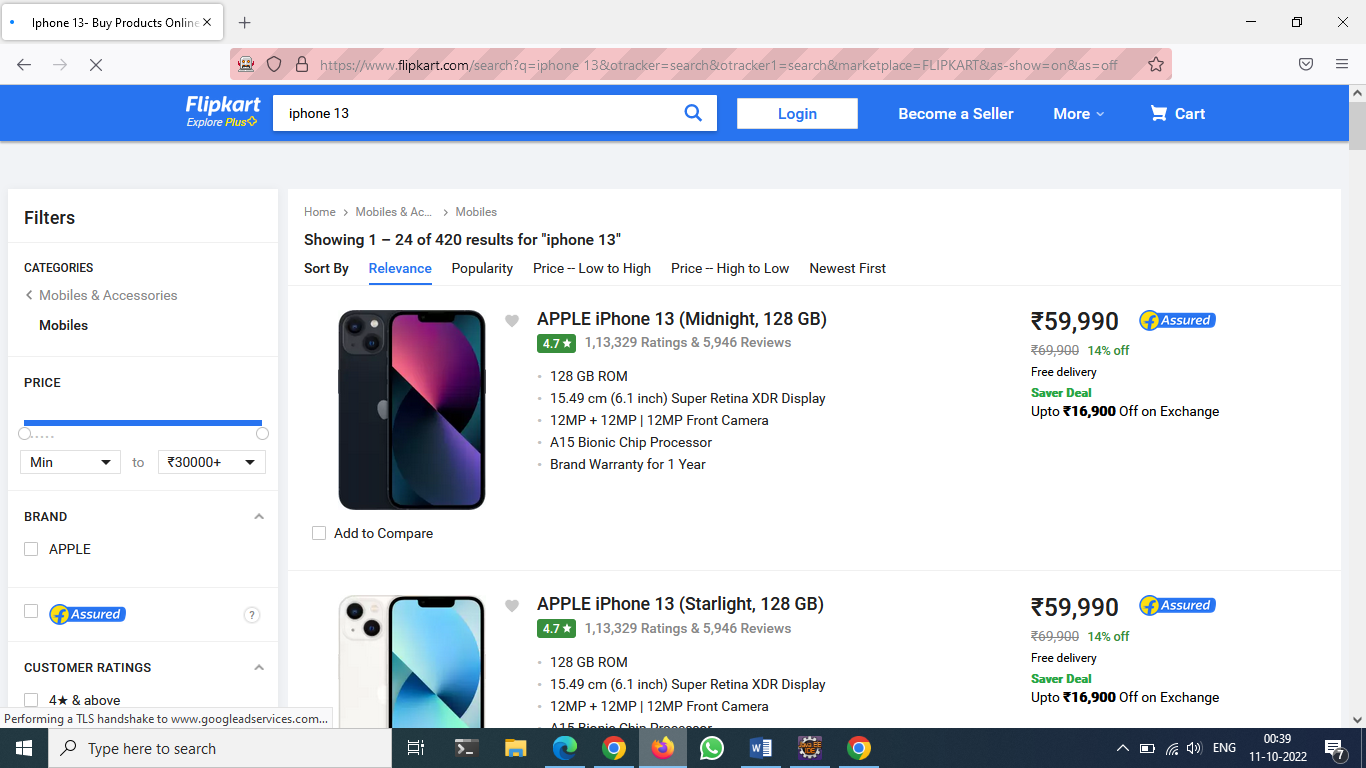 Iphone 13- Buy Products Online
https://www.flipkart.com/search?q=iphone 13&otracker=search&otracker1=search&marketplace=FLIPKART&as-show=on&as=off
Flipkart
Explore Plus
iphone 13
Login
Become a Seller
More
Cart
Filters
CATEGORIES
Mobiles & Accessories
Mobiles
PRICE
.....
Min
to
₹30000+
BRAND
APPLE
Assured
?
CUSTOMER RATINGS
4★ & above
Home
Mobiles & Ac...
Mobiles
Showing 1 – 24 of 420 results for "iphone 13"
Sort By Relevance Popularity Price -- Low to High Price -- High to Low Newest First
APPLE iPhone 13 (Midnight, 128 GB)
4.7★ 1,13,329 Ratings & 5,946 Reviews
128 GB ROM
15.49 cm (6.1 inch) Super Retina XDR Display
12MP + 12MP | 12MP Front Camera
A15 Bionic Chip Processor
Brand Warranty for 1 Year
₹59,990
Assured
₹69,900 14% off
Free delivery
Saver Deal
Upto ₹16,900 Off on Exchange
Add to Compare
APPLE iPhone 13 (Starlight, 128 GB)
4.7★ 1,13,329 Ratings & 5,946 Reviews
128 GB ROM
15.49 cm (6.1 inch) Super Retina XDR Display
12MP + 12MP | 12MP Front Camera
A15 Bionic Chip Processor
₹59,990
Assured
₹69,900 14% off
Free delivery
Saver Deal
Upto ₹16,900 Off on Exchange
Performing a TLS handshake to www.googleadservices.com...
Type here to search
ENG
00:39
11-10-2022
7